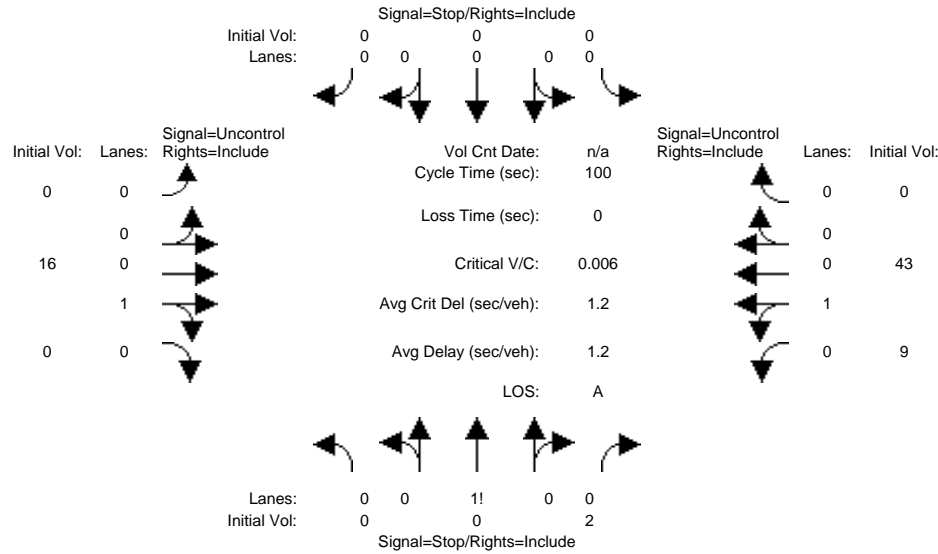 Signal=Stop/Rights=Include
Initial Vol: 0 0 0
Lanes: 0 0 0 0 0
Signal=Uncontrol
Initial Vol: Lanes: Rights=Include
Vol Cnt Date: n/a
Signal=Uncontrol
Rights=Include Lanes: Initial Vol:
Cycle Time (sec): 100
0 0
0 0
Loss Time (sec): 0
0
0
16 0
Critical V/C: 0.006
0 43
1
Avg Crit Del (sec/veh): 1.2
1
0 0
Avg Delay (sec/veh): 1.2
0 9
LOS: A
Lanes: 0 0 1! 0 0
Initial Vol: 0 0 2
Signal=Stop/Rights=Include